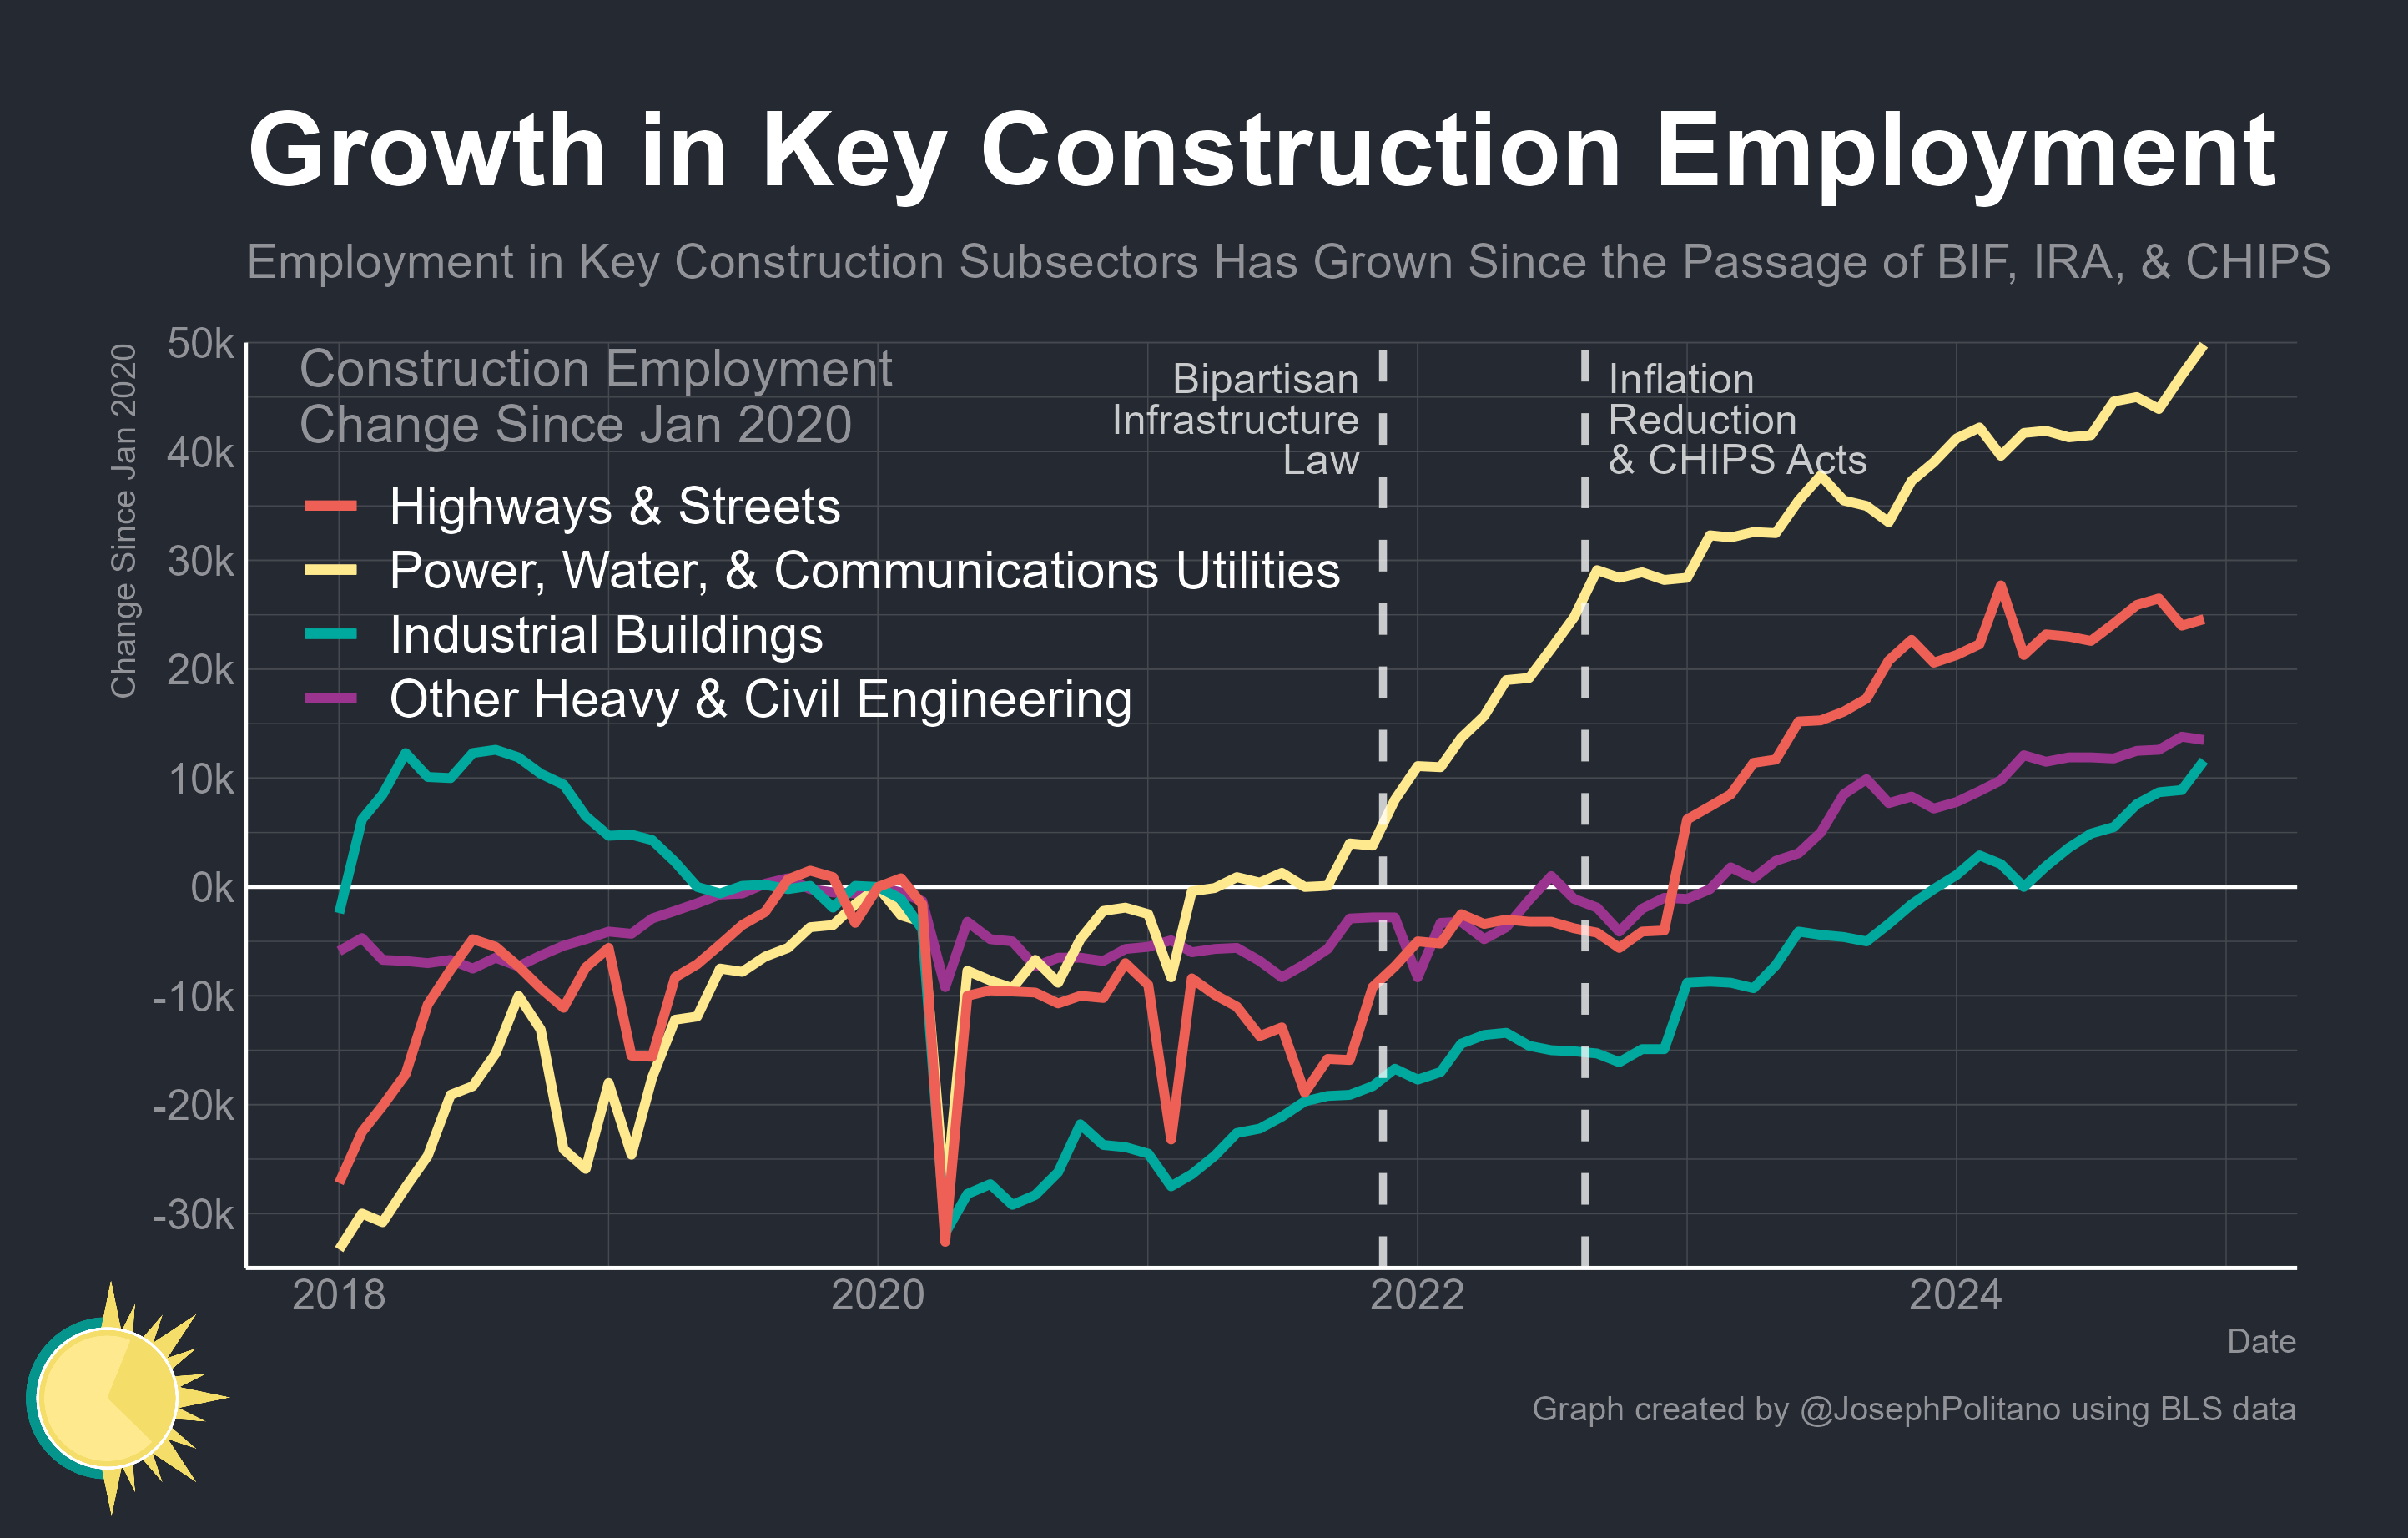 Growth in Key Construction Employment
Employment in Key Construction Subsectors Has Grown Since the Passage of BIF, IRA, & CHIPS
Change Since Jan 2020
50k
40k
30k
20k
10k
0k
-10k
-20k
-30k
Construction Employment
Change Since Jan 2020
Highways & Streets
Power, Water, & Communications Utilities
Industrial Buildings
Other Heavy & Civil Engineering
Bipartisan
Infrastructure
Law
Inflation
Reduction
& CHIPS Acts
2018
2020
2022
2024
Date
Graph created by @JosephPolitano using BLS data